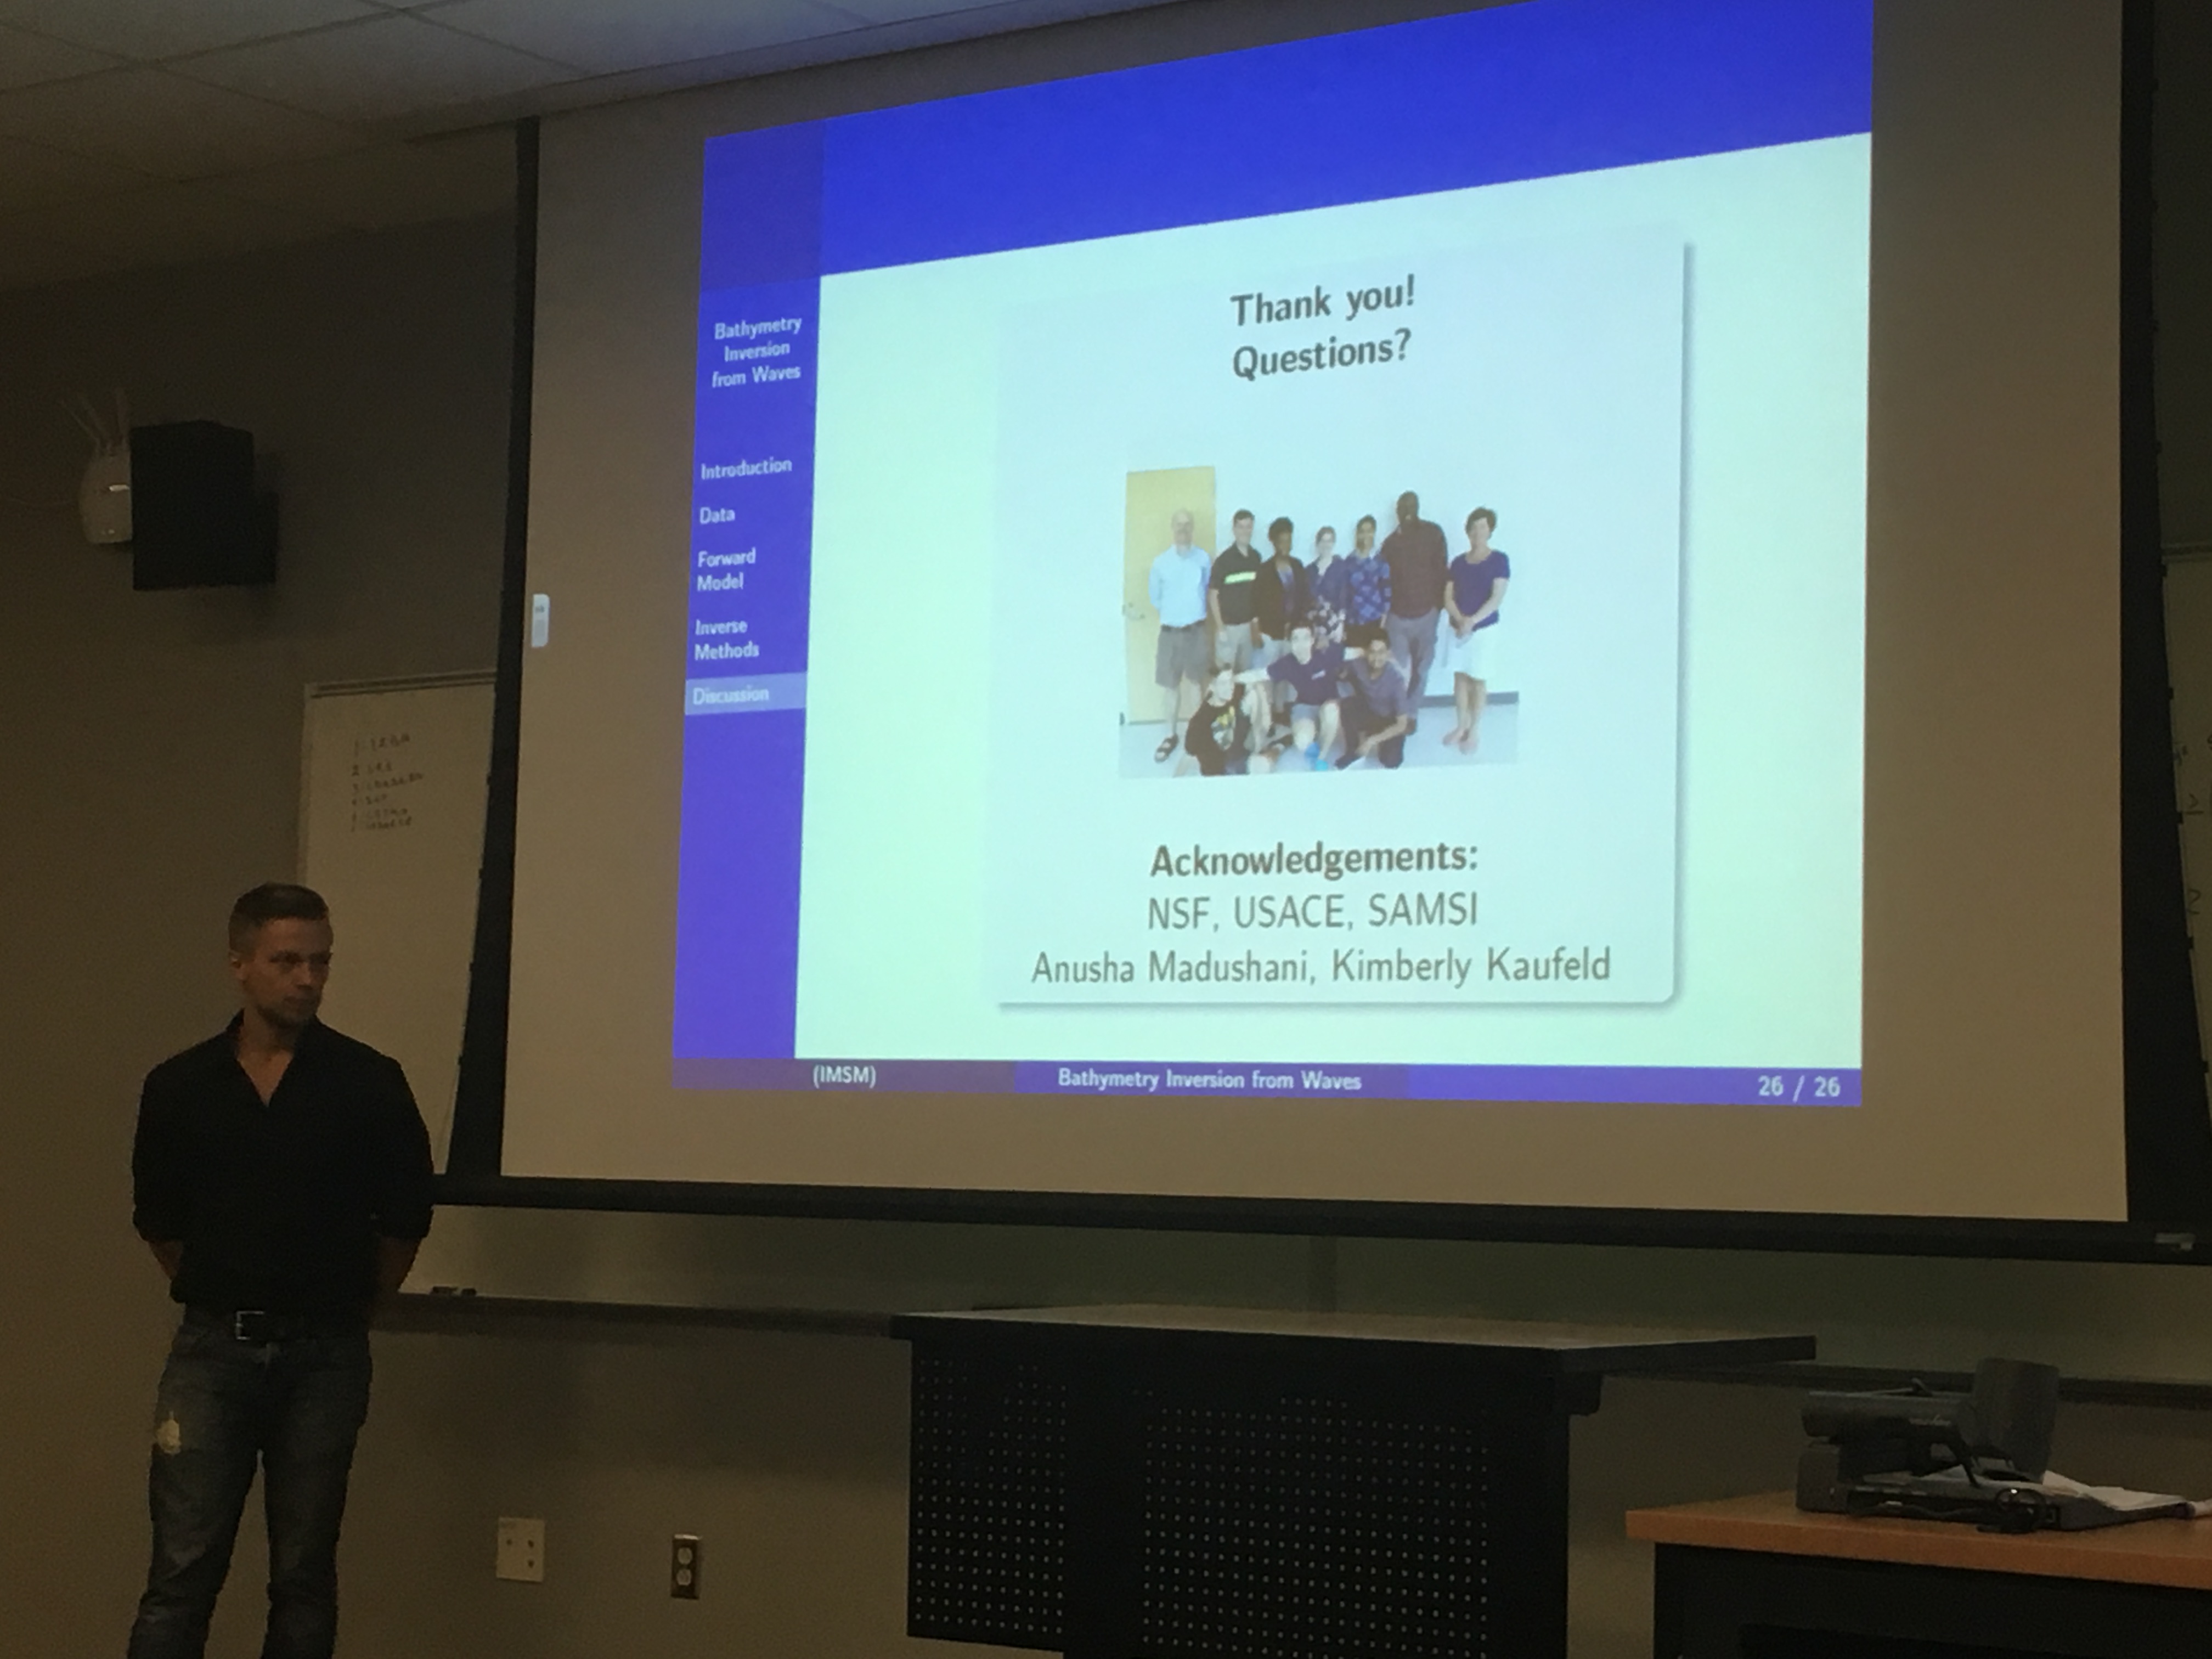 Thank you!
Questions?
Bathymetry
Inversion
from Waves
Introduction
Data
Forward
Model
Inverse
Methods
Discussion
Acknowledgements:
NSF, USACE, SAMSI
Anusha Madushani, Kimberly Kaufeld
(IMSM)
Bathymetry Inversion from Waves
26 / 26